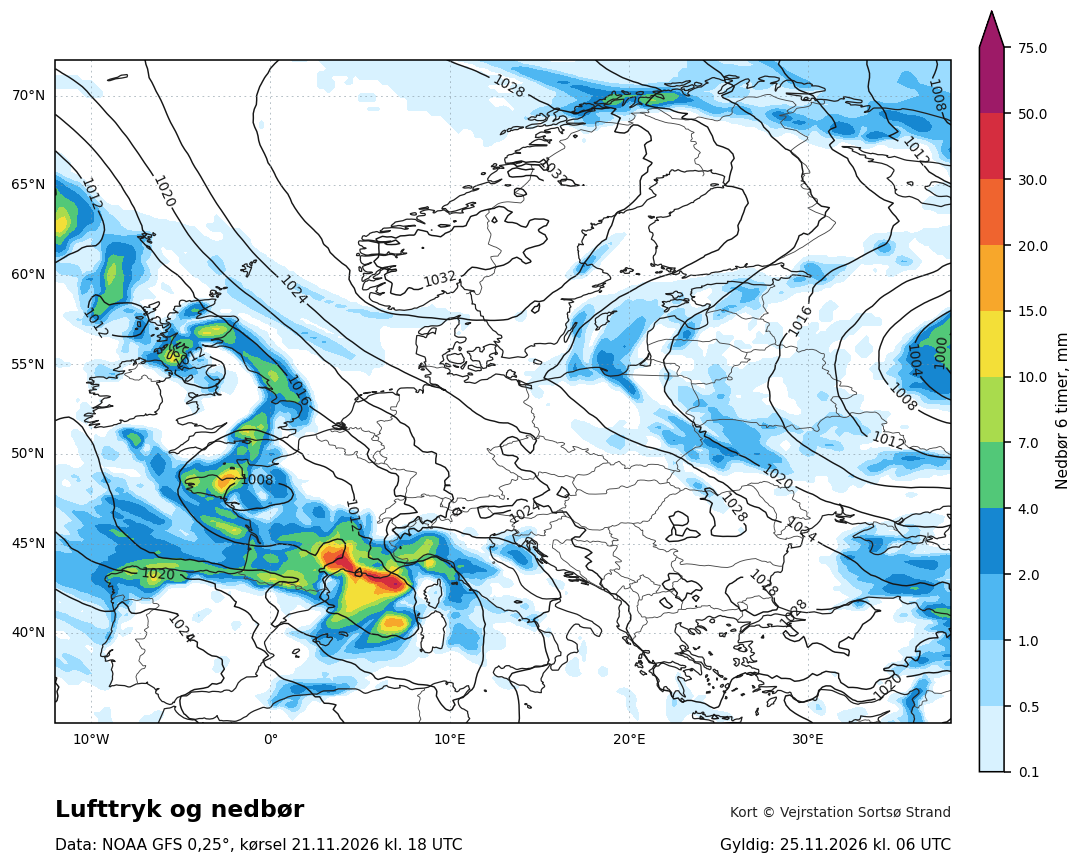 75.0
50.0
30.0
20.0
15.0
10.0
7.0
4.0
2.0
1.0
0.5
0.1
Nedbør 6 timer, mm
70°N
65°N
60°N
55°N
50°N
45°N
40°N
10°W
0°
10°E
20°E
30°E
1028
1008
1012
1020
1012
1032
1024
1032
1012
1016
1012
1016
1004
1000
1008
1012
1008
1012
1020
1028
1024
1024
1020
1024
1028
1020
Lufttryk og nedbør
Kort © Vejrstation Sortsø Strand
Data: NOAA GFS 0,25°, kørsel 21.11.2026 kl. 18 UTC
Gyldig: 25.11.2026 kl. 06 UTC